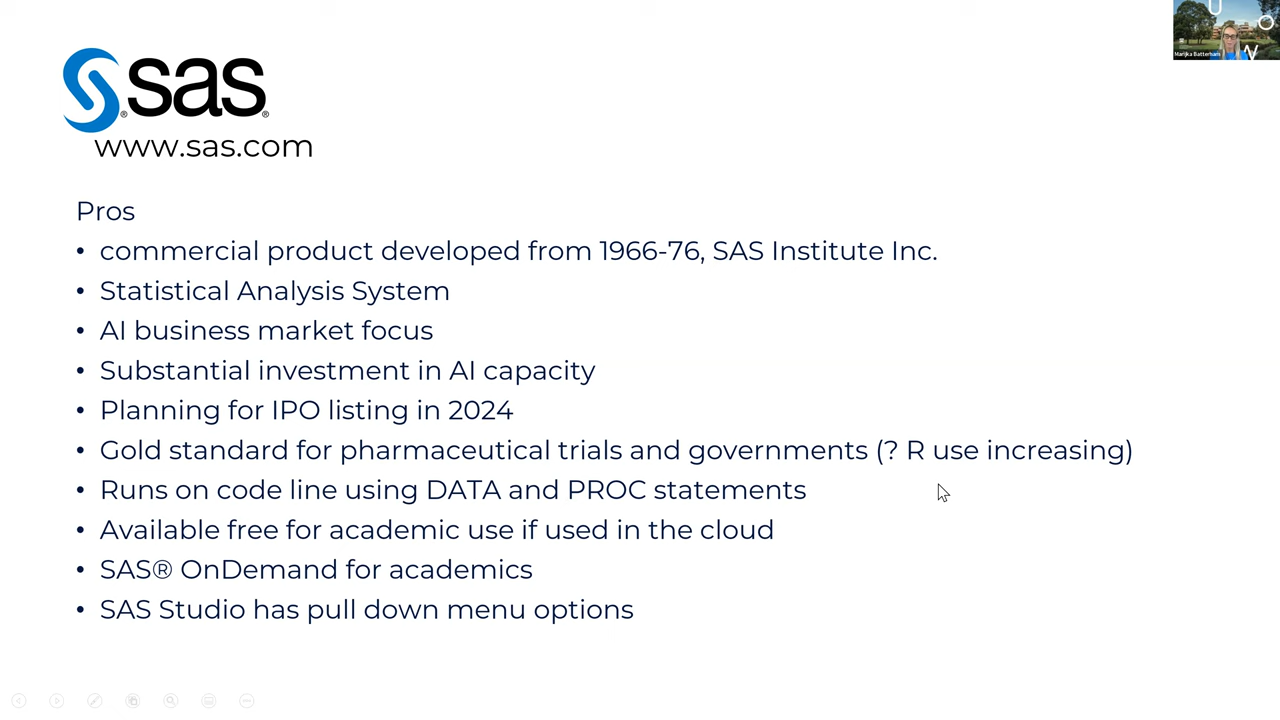 sas
www.sas.com
Pros
• commercial product developed from 1966-76, SAS Institute Inc.
• Statistical Analysis System
• AI business market focus
• Substantial investment in AI capacity
• Planning for IPO listing in 2024
• Gold standard for pharmaceutical trials and governments (? R use increasing)
• Runs on code line using DATA and PROC statements
• Available free for academic use if used in the cloud
• SAS® OnDemand for academics
• SAS Studio has pull down menu options
U
O
W
Marijka Batterham